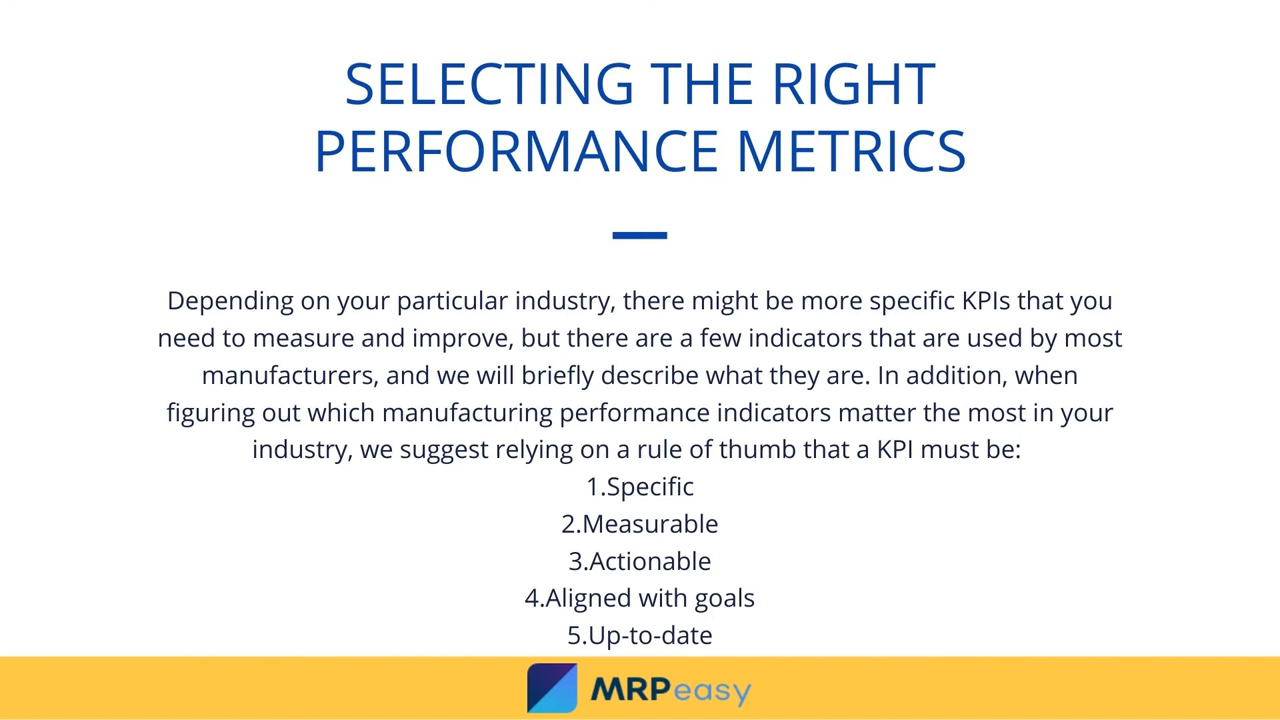 SELECTING THE RIGHT
PERFORMANCE METRICS
Depending on your particular industry, there might be more specific KPIs that you
need to measure and improve, but there are a few indicators that are used by most
manufacturers, and we will briefly describe what they are. In addition, when
figuring out which manufacturing performance indicators matter the most in your
industry, we suggest relying on a rule of thumb that a KPI must be:
1.Specific
2.Measurable
3.Actionable
4.Aligned with goals
5.Up-to-date
MRPeasy